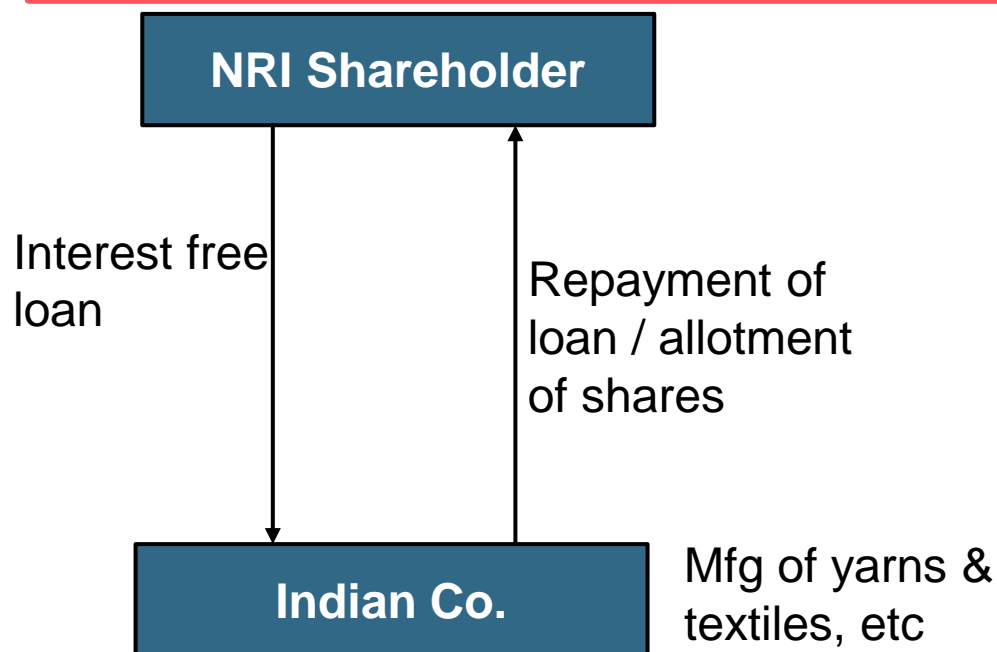 NRI Shareholder
Interest free
loan
Repayment of
loan / allotment
of shares
Indian Co.
Mfg of yarns &
textiles, etc